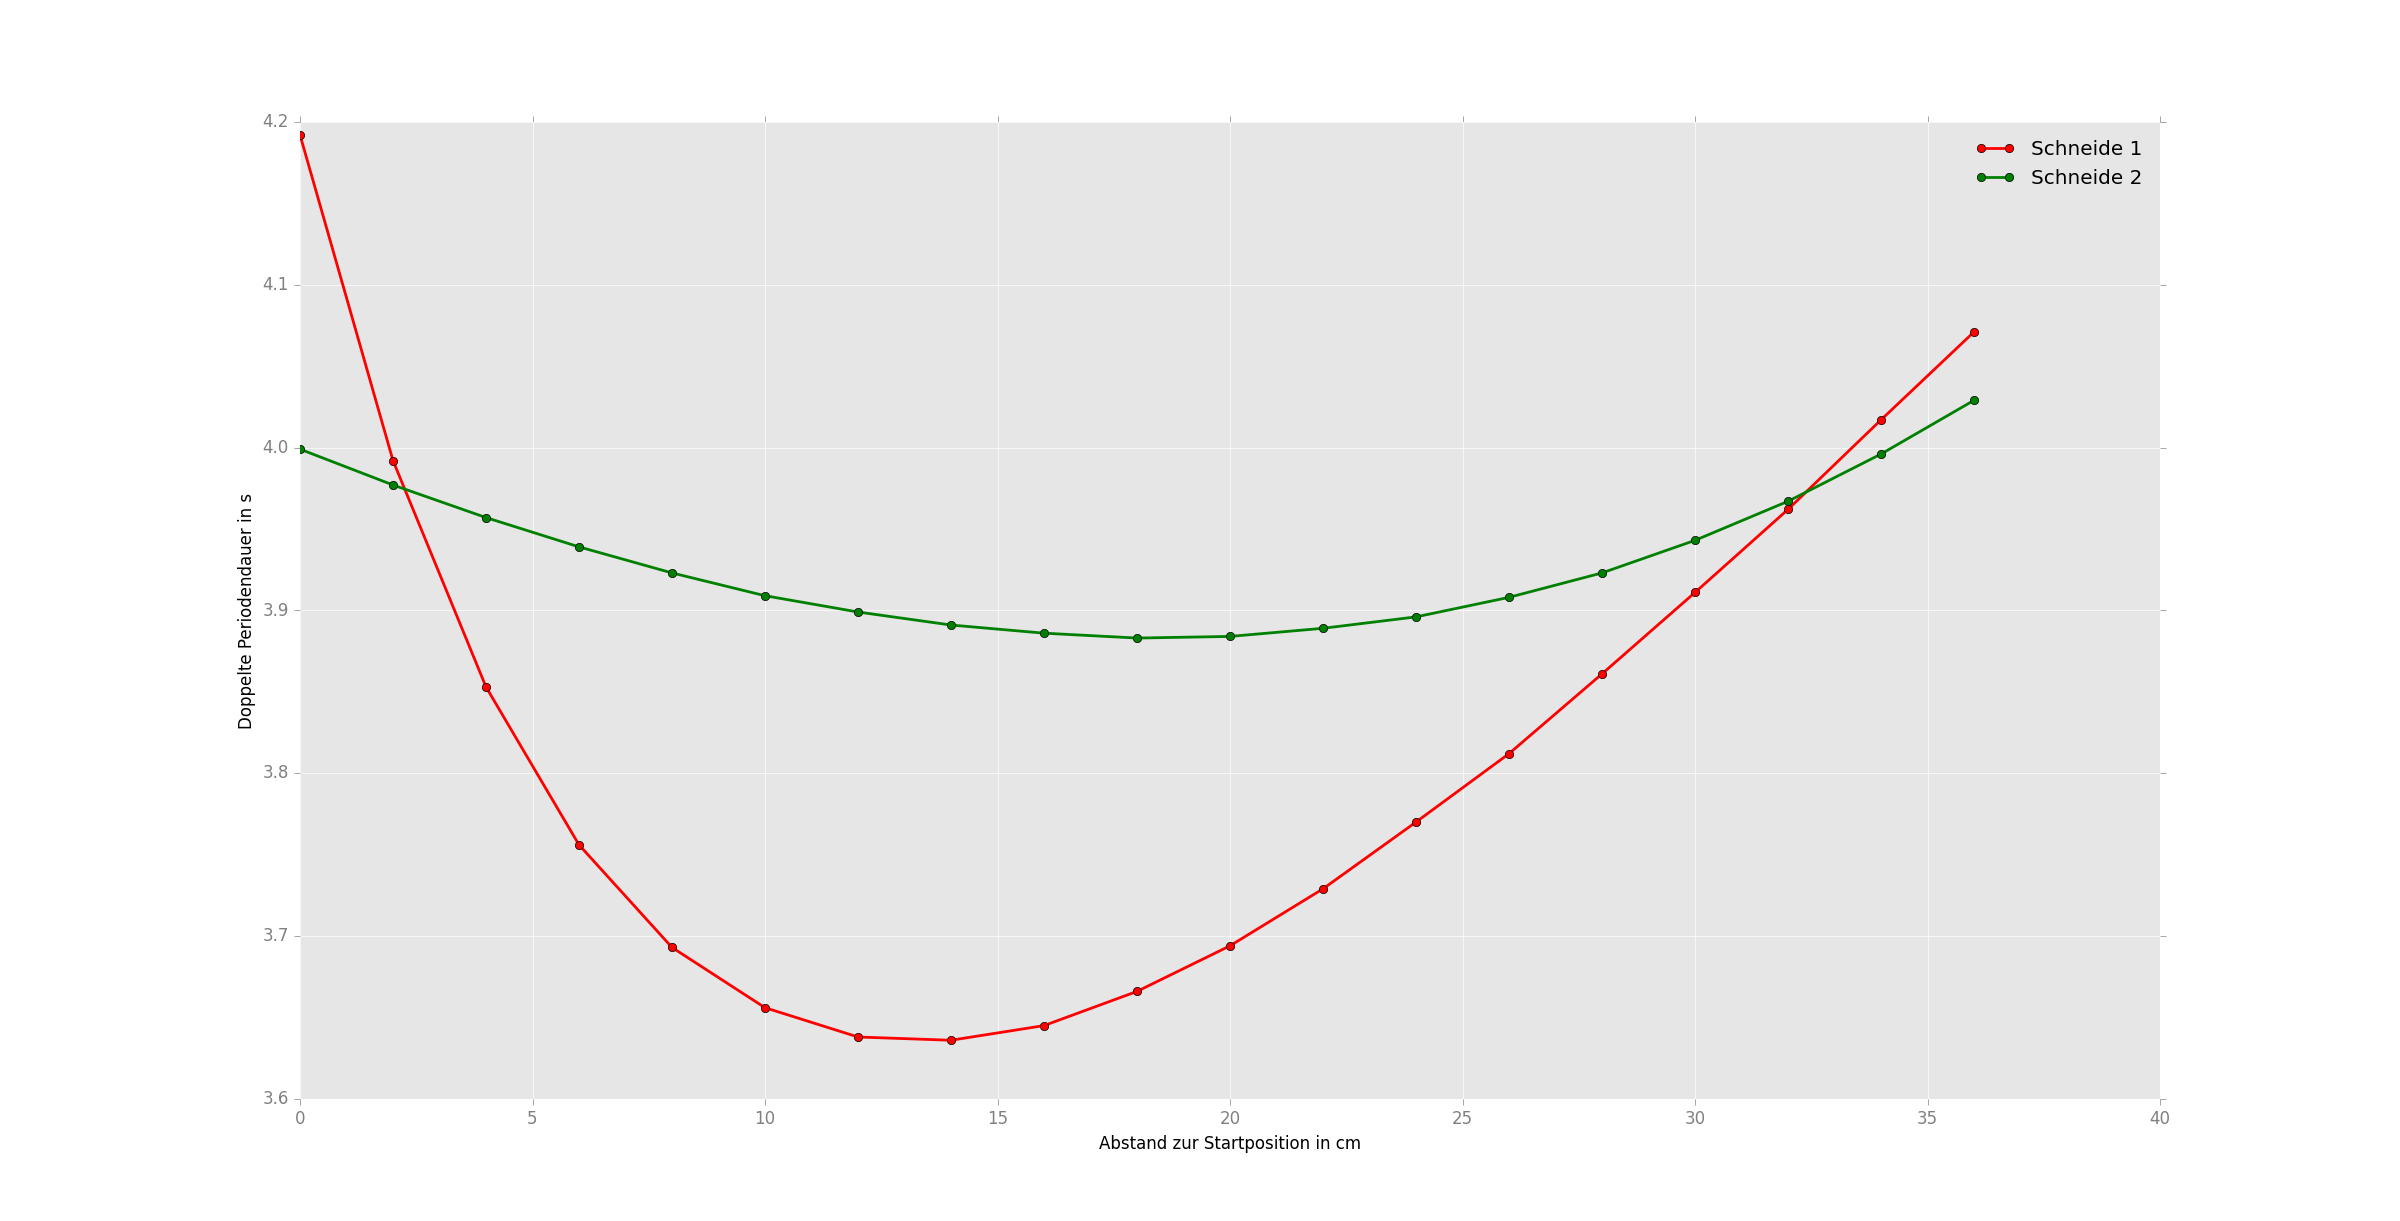 4.2
4.1
4.0
3.9
3.8
3.7
3.6
Doppelte Periodendauer in s
Schneide 1
Schneide 2
0 5 10 15 20 25 30 35 40
Abstand zur Startposition in cm